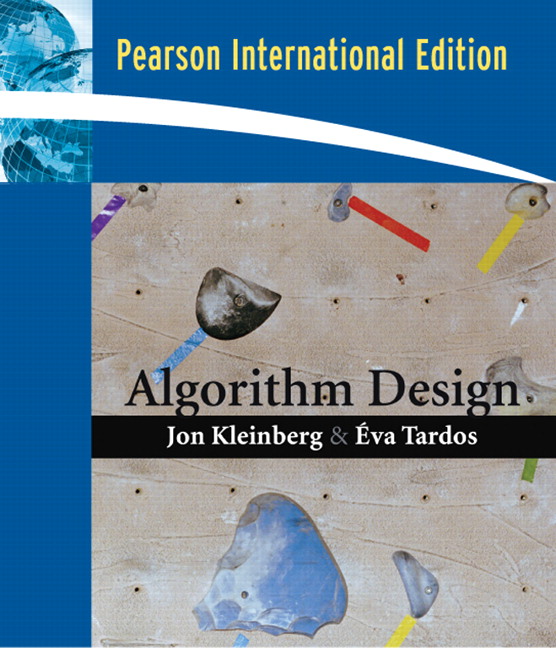 Pearson International Edition
Algorithm Design
Jon Kleinberg & Éva Tardos